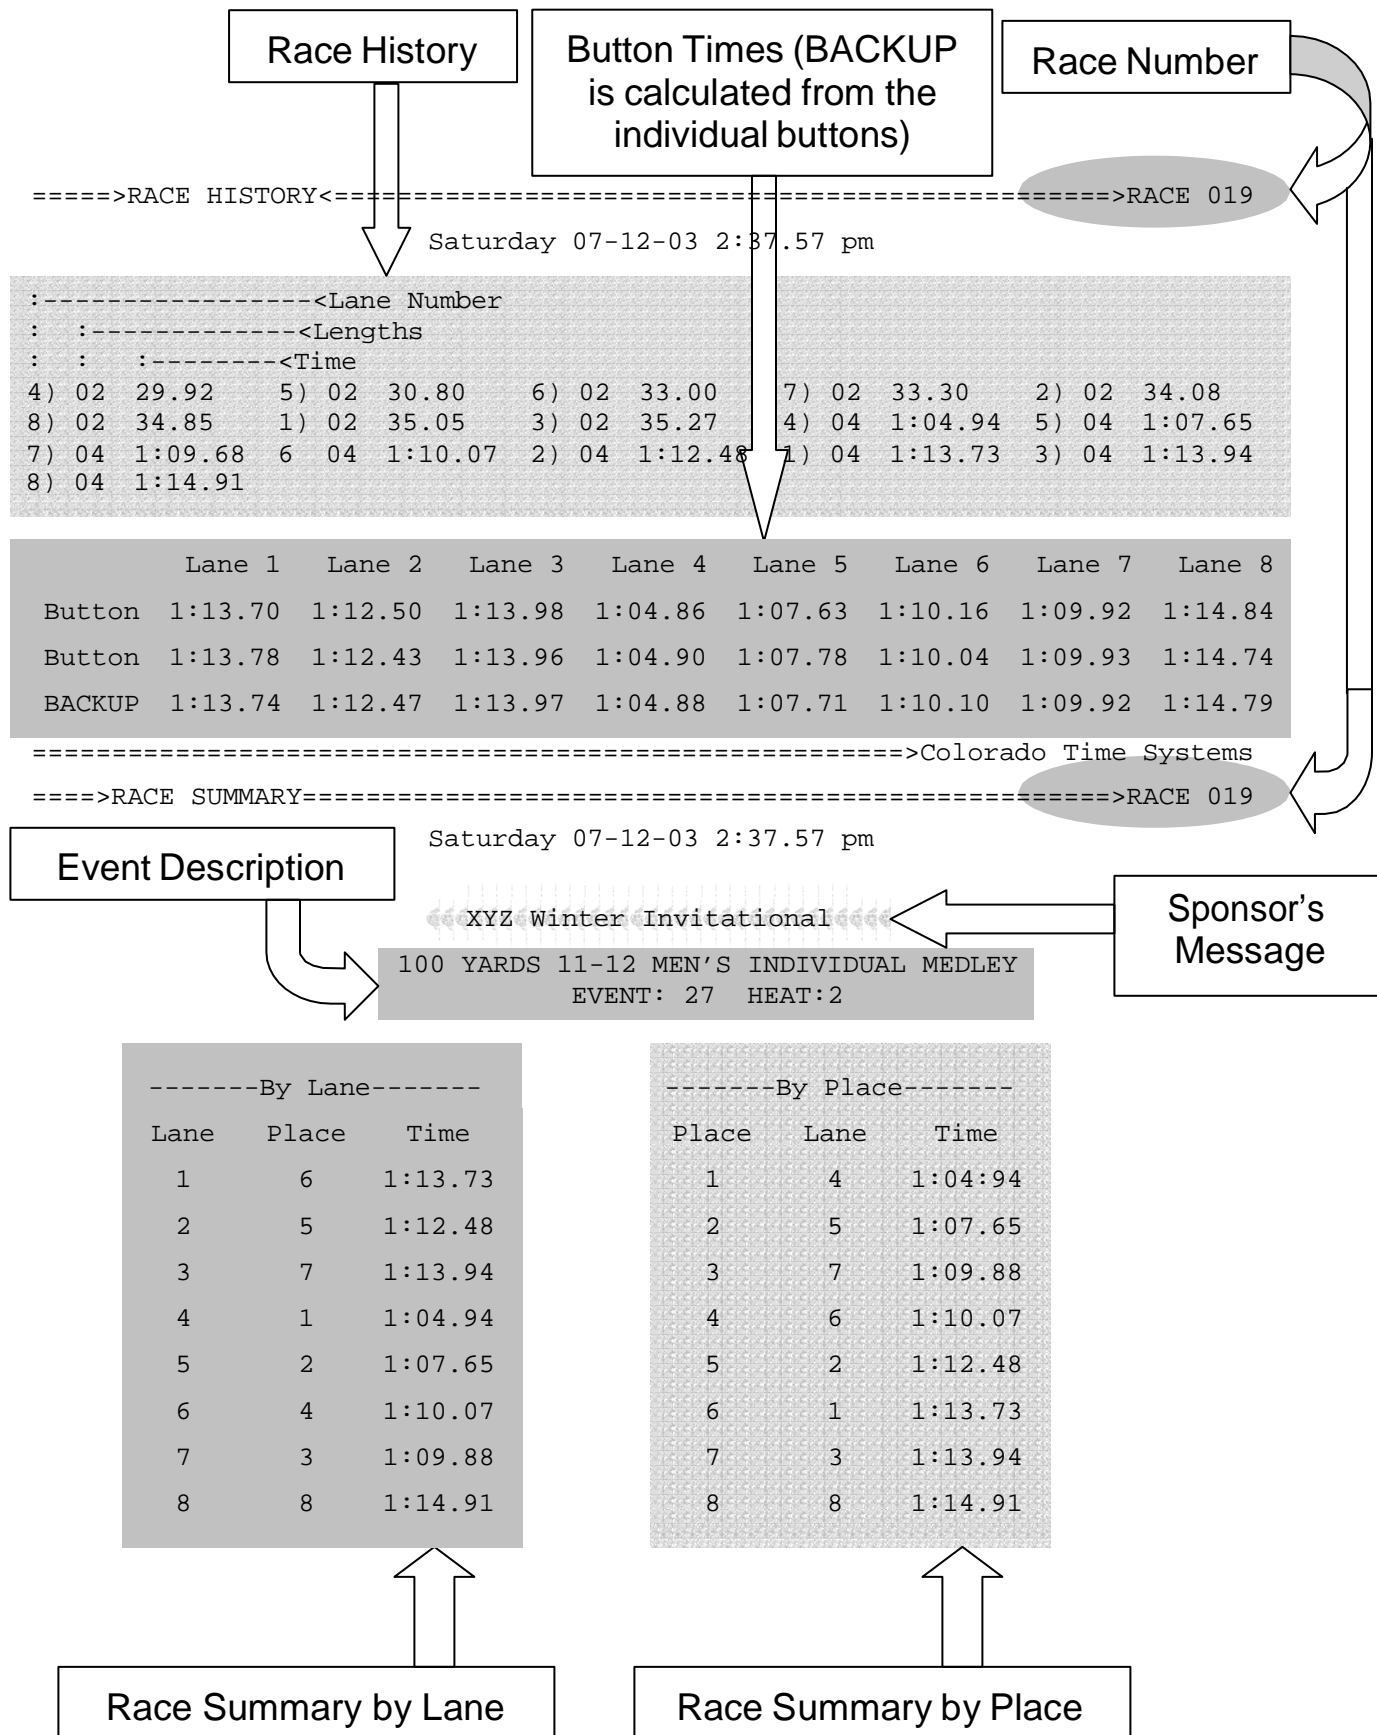 Race History
Button Times (BACKUP
is calculated from the
individual buttons)
Race Number
=====>RACE HISTORY<=================================================>RACE 019
Saturday 07-12-03 2:37.57 pm
:-----------------<Lane Number
:  :-------------<Lengths
:  :   :--------<Time
4) 02  29.92    5) 02  30.80    6) 02  33.00    7) 02  33.30    2) 02  34.08
8) 02  34.85    1) 02  35.05    3) 02  35.27    4) 04  1:04.94  5) 04  1:07.65
7) 04  1:09.68  6  04  1:10.07  2) 04  1:12.48  1) 04  1:13.73  3) 04  1:13.94
8) 04  1:14.91
Lane 1   Lane 2   Lane 3   Lane 4   Lane 5   Lane 6   Lane 7   Lane 8
Button  1:13.70  1:12.50  1:13.98  1:04.86  1:07.63  1:10.16  1:09.92  1:14.84
Button  1:13.78  1:12.43  1:13.96  1:04.90  1:07.78  1:10.04  1:09.93  1:14.74
BACKUP  1:13.74  1:12.47  1:13.97  1:04.88  1:07.71  1:10.10  1:09.92  1:14.79
=======================================================>Colorado Time Systems
====>RACE SUMMARY===================================================>RACE 019
Saturday 07-12-03 2:37.57 pm
Event Description
XYZ Winter Invitational
Sponsor’s
Message
100 YARDS 11-12 MEN’S INDIVIDUAL MEDLEY
EVENT: 27  HEAT:2
-------By Lane-------
Lane   Place   Time
1   6   1:13.73
2   5   1:12.48
3   7   1:13.94
4   1   1:04.94
5   2   1:07.65
6   4   1:10.07
7   3   1:09.88
8   8   1:14.91
-------By Place-------
Place   Lane   Time
1   4   1:04:94
2   5   1:07.65
3   7   1:09.88
4   6   1:10.07
5   2   1:12.48
6   1   1:13.73
7   3   1:13.94
8   8   1:14.91
Race Summary by Lane
Race Summary by Place